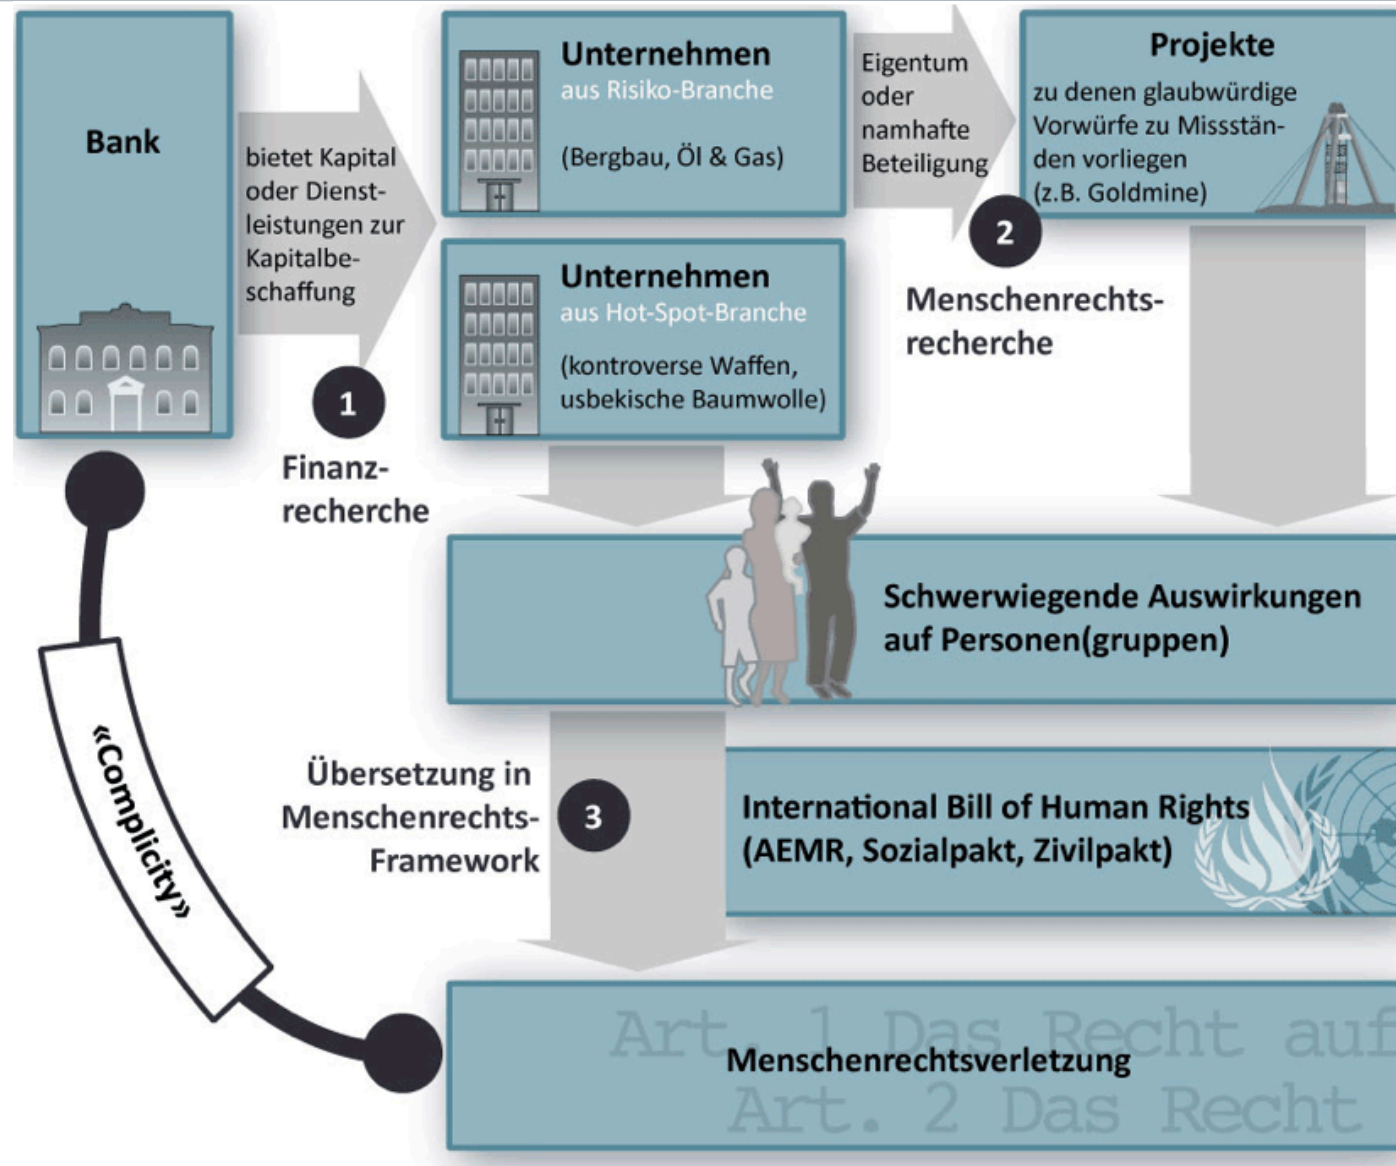 Bank
bietet Kapital
oder Dienst-
leistungen zur
Kapitalbe-
schaffung
1
Finanz-
recherche
Unternehmen
aus Risiko-Branche
(Bergbau, Öl & Gas)
Unternehmen
aus Hot-Spot-Branche
(kontroverse Waffen,
usbekische Baumwolle)
Eigentum
oder
namhafte
Beteiligung
2
Menschenrechts-
recherche
Projekte
zu denen glaubwürdige
Vorwürfe zu Missstän-
den vorliegen
(z.B. Goldmine)
Schwerwiegende Auswirkungen
auf Personen(gruppen)
Übersetzung in
Menschenrechts-
Framework
3
International Bill of Human Rights
(AEMR, Sozialpakt, Zivilpakt)
«Complicity»
Art. 1 Das Recht auf
Menschenrechtsverletzung
Art. 2 Das Recht